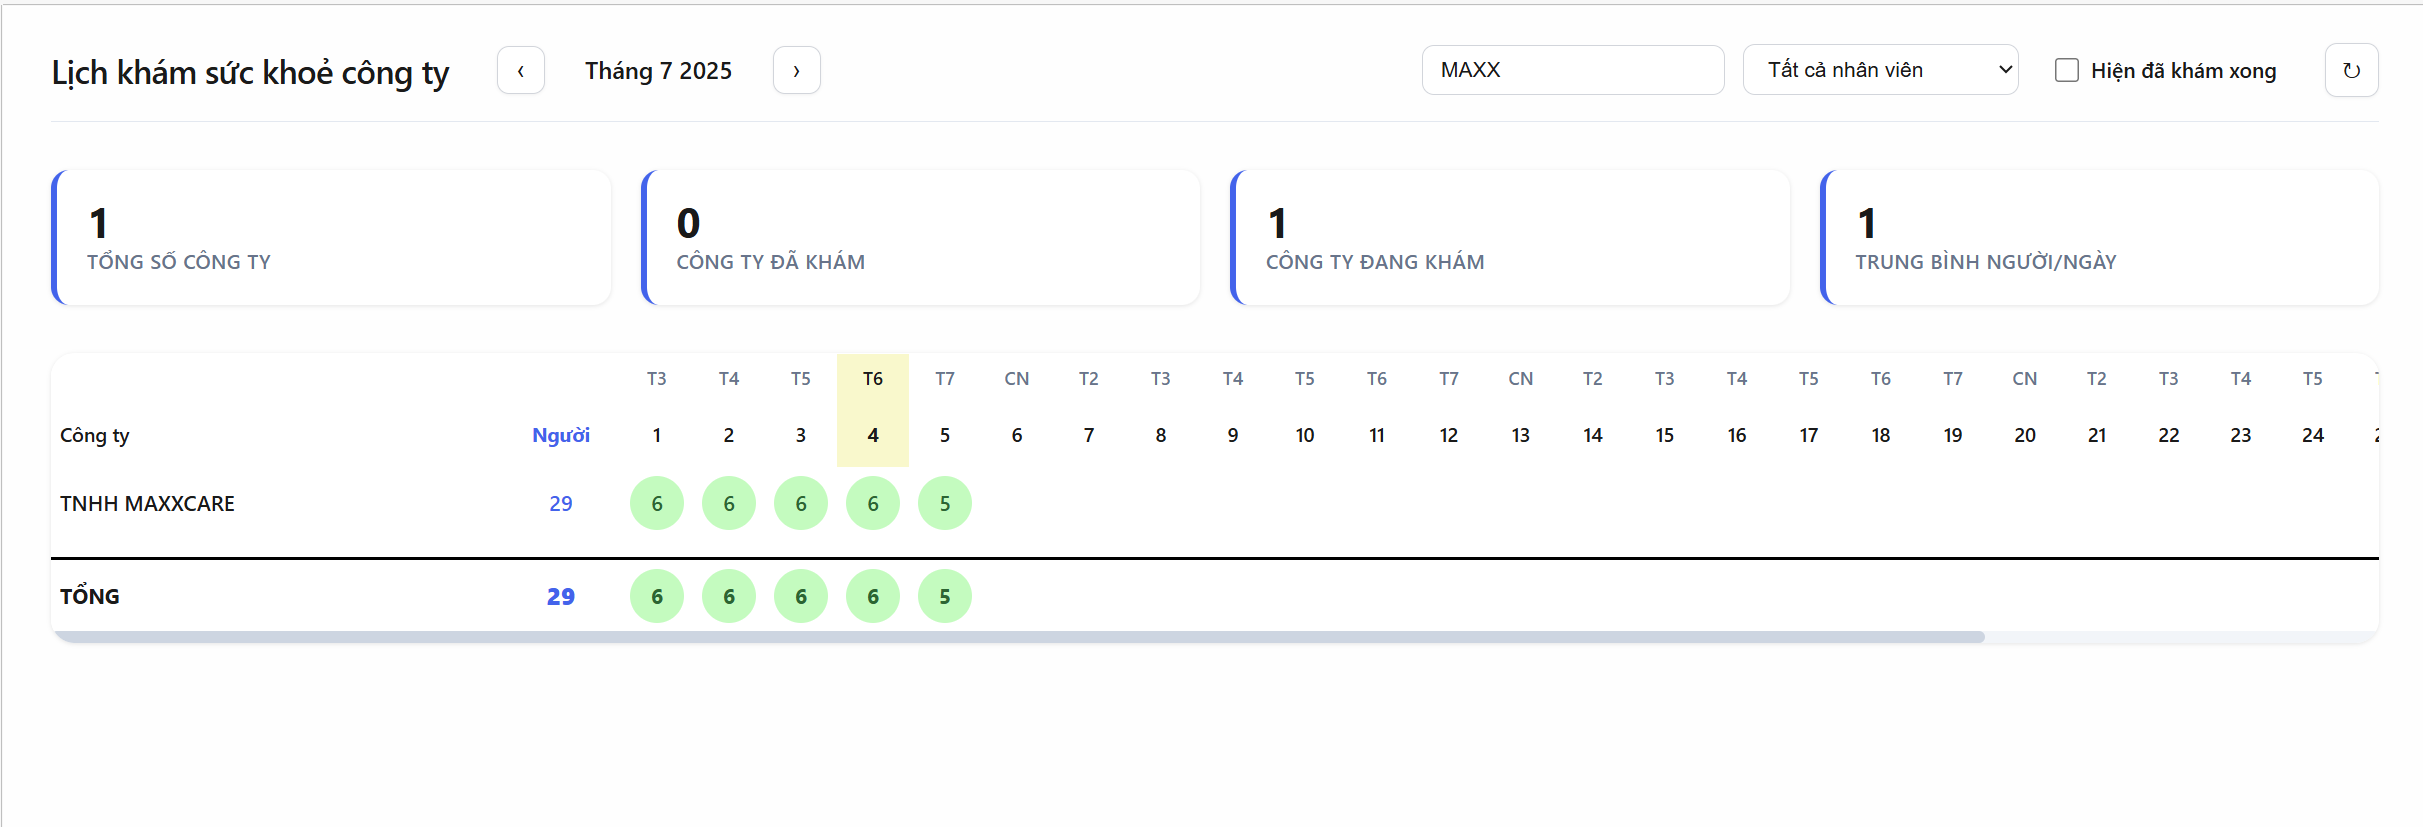 Lịch khám sức khoẻ công ty ‹ Tháng 7 2025 › MAXX Tất cả nhân viên Hiện đã khám xong ↻
1
TỔNG SỐ CÔNG TY
0
CÔNG TY ĐÃ KHÁM
1
CÔNG TY ĐANG KHÁM
1
TRUNG BÌNH NGƯỜI/NGÀY
T3 T4 T5 T6 T7 CN T2 T3 T4 T5 T6 T7 CN T2 T3 T4 T5 T6 T7 CN T2 T3 T4 T5
Công ty Người 1 2 3 4 5 6 7 8 9 10 11 12 13 14 15 16 17 18 19 20 21 22 23 24
TNHH MAXXCARE 29 6 6 6 6 5
TỔNG 29 6 6 6 6 5